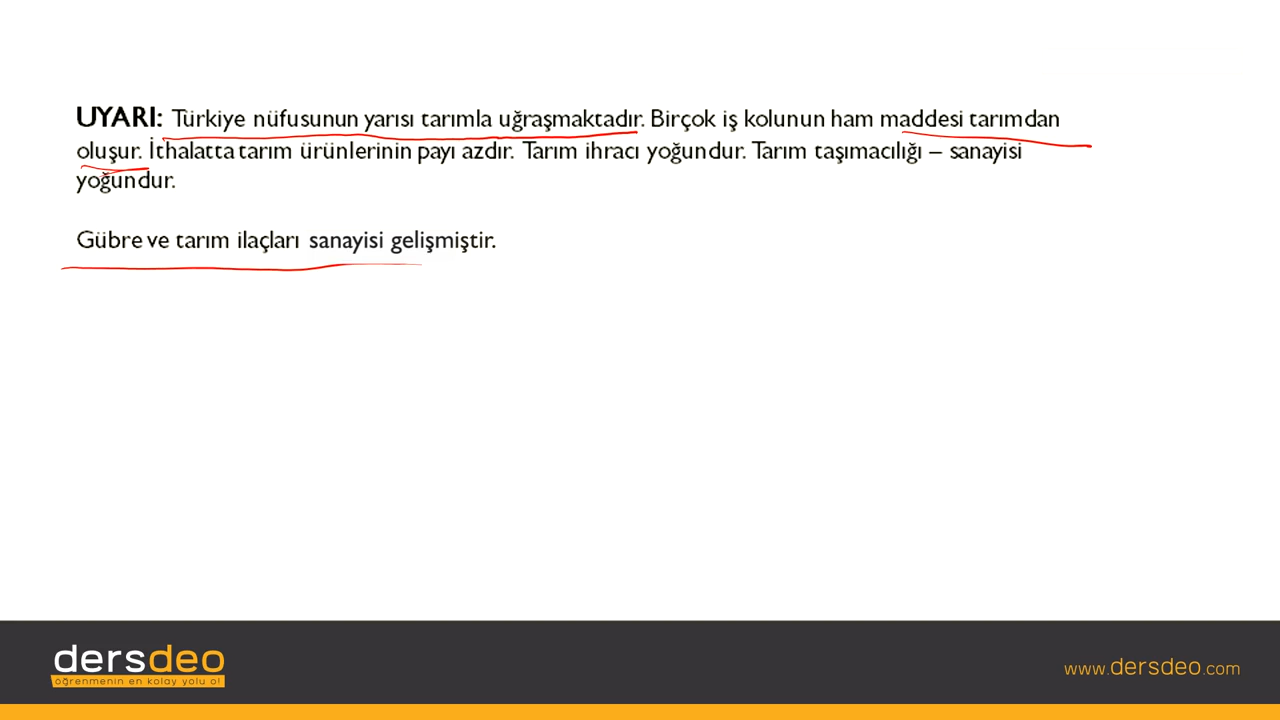 UYARI: Türkiye nüfusunun yarısı tarımla uğraşmaktadır. Birçok iş kolunun ham maddesi tarımdan
oluşur. İthalatta tarım ürünlerinin payı azdır. Tarım ihracı yoğundur. Tarım taşımacılığı – sanayisi
yoğundur.
Gübre ve tarım ilaçları sanayisi gelişmiştir.
dersdeo
öğrenmenin en kolay yolu o!
www.dersdeo.com